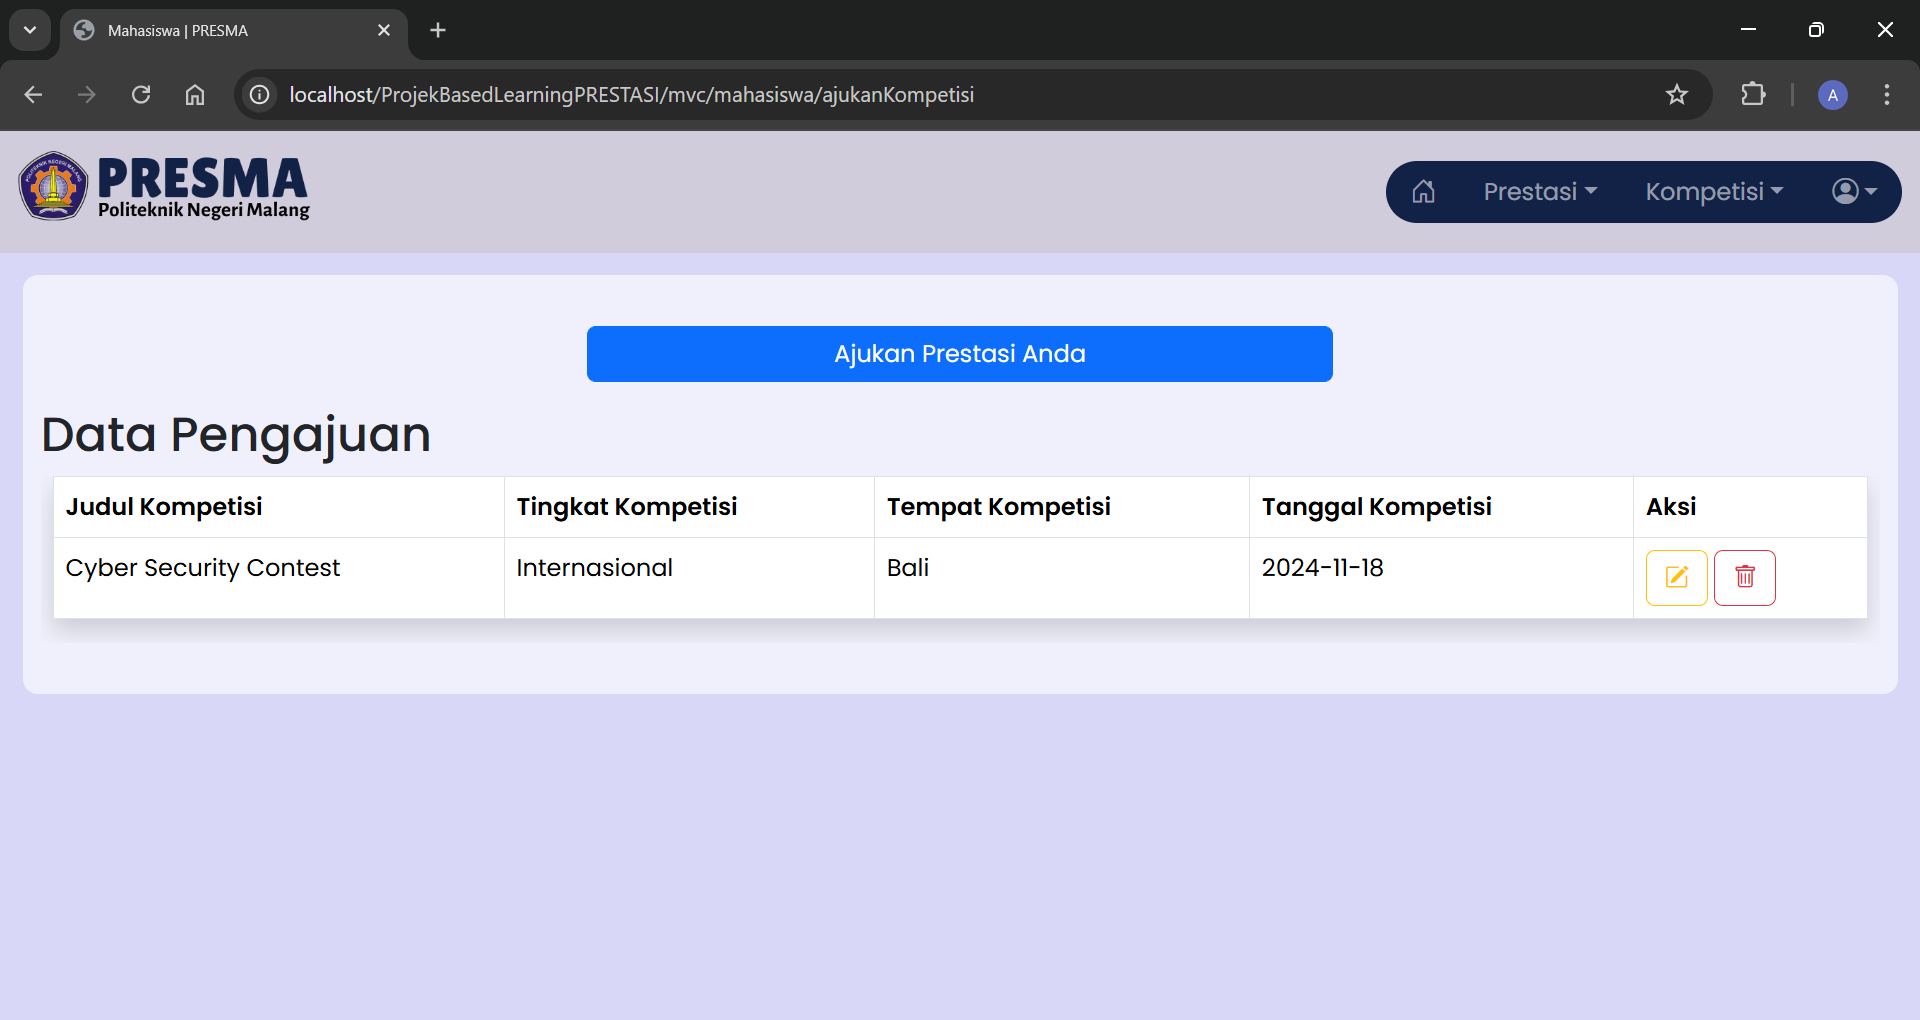 Mahasiswa | PRESMA
localhost/ProjekBasedLearningPRESTASI/mvc/mahasiswa/ajukanKompetisi
A
PRESMA
Politeknik Negeri Malang
Prestasi
Kompetisi
Ajukan Prestasi Anda
Data Pengajuan
Judul Kompetisi Tingkat Kompetisi Tempat Kompetisi Tanggal Kompetisi Aksi
Cyber Security Contest Internasional Bali 2024-11-18